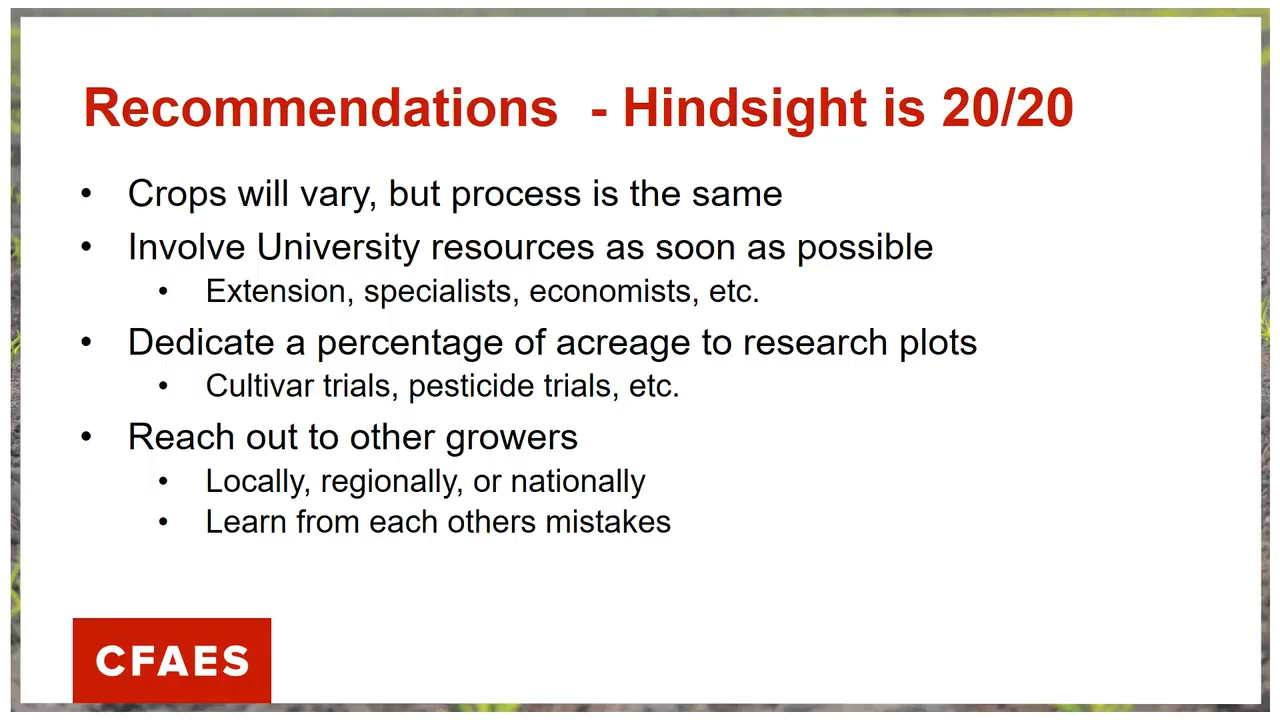 Recommendations - Hindsight is 20/20
• Crops will vary, but process is the same
• Involve University resources as soon as possible
• Extension, specialists, economists, etc.
• Dedicate a percentage of acreage to research plots
• Cultivar trials, pesticide trials, etc.
• Reach out to other growers
• Locally, regionally, or nationally
• Learn from each others mistakes
CFAES